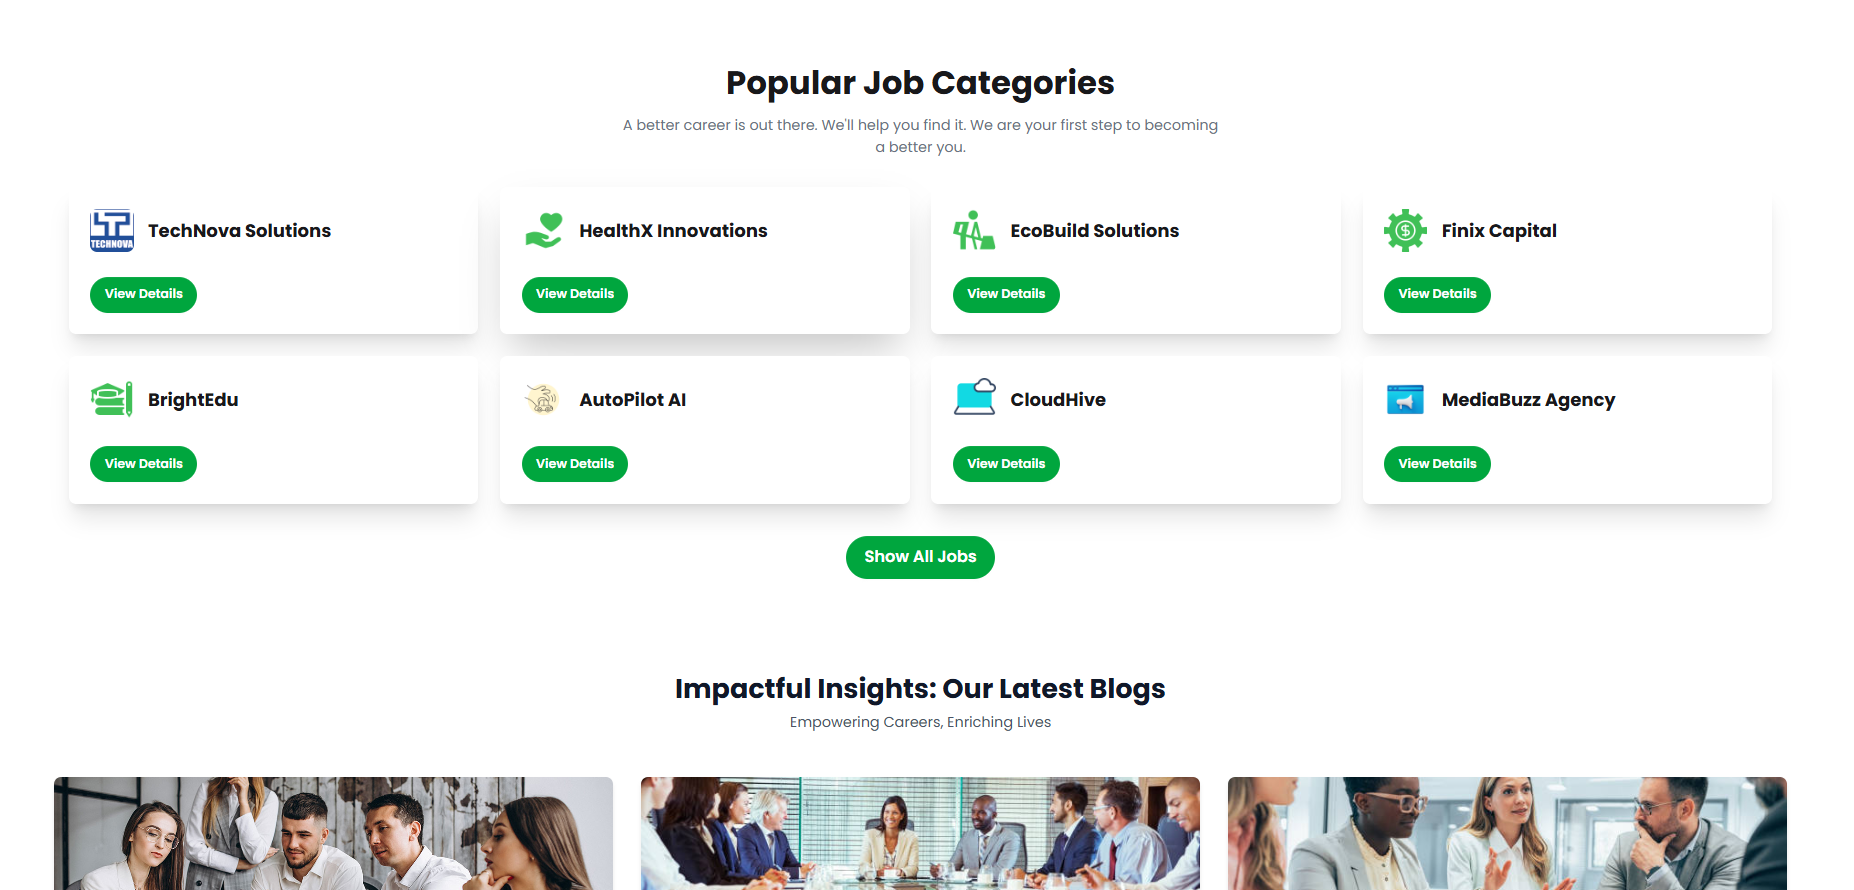 Popular Job Categories
A better career is out there. We'll help you find it. We are your first step to becoming
a better you.
TECHNOVA
TechNova Solutions
HealthX Innovations
EcoBuild Solutions
$
Finix Capital
View Details
View Details
View Details
View Details
BrightEdu
AutoPilot AI
CloudHive
MediaBuzz Agency
View Details
View Details
View Details
View Details
Show All Jobs
Impactful Insights: Our Latest Blogs
Empowering Careers, Enriching Lives